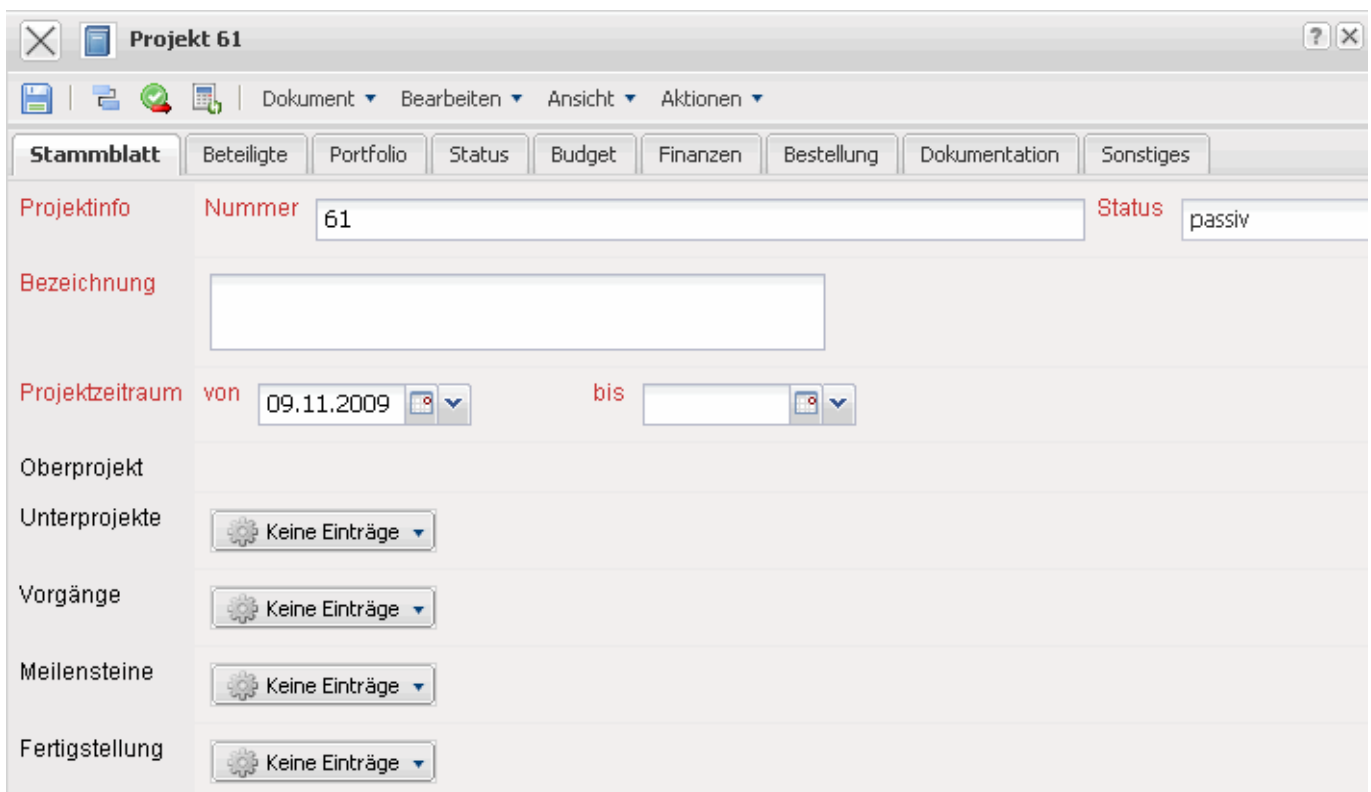 Projekt 61
Dokument Bearbeiten Ansicht Aktionen
Stammblatt Beteiligte Portfolio Status Budget Finanzen Bestellung Dokumentation Sonstiges
Projektinfo Nummer 61 Status passiv
Bezeichnung
Projektzeitraum von 09.11.2009 bis
Oberprojekt
Unterprojekte Keine Einträge
Vorgänge Keine Einträge
Meilensteine Keine Einträge
Fertigstellung Keine Einträge